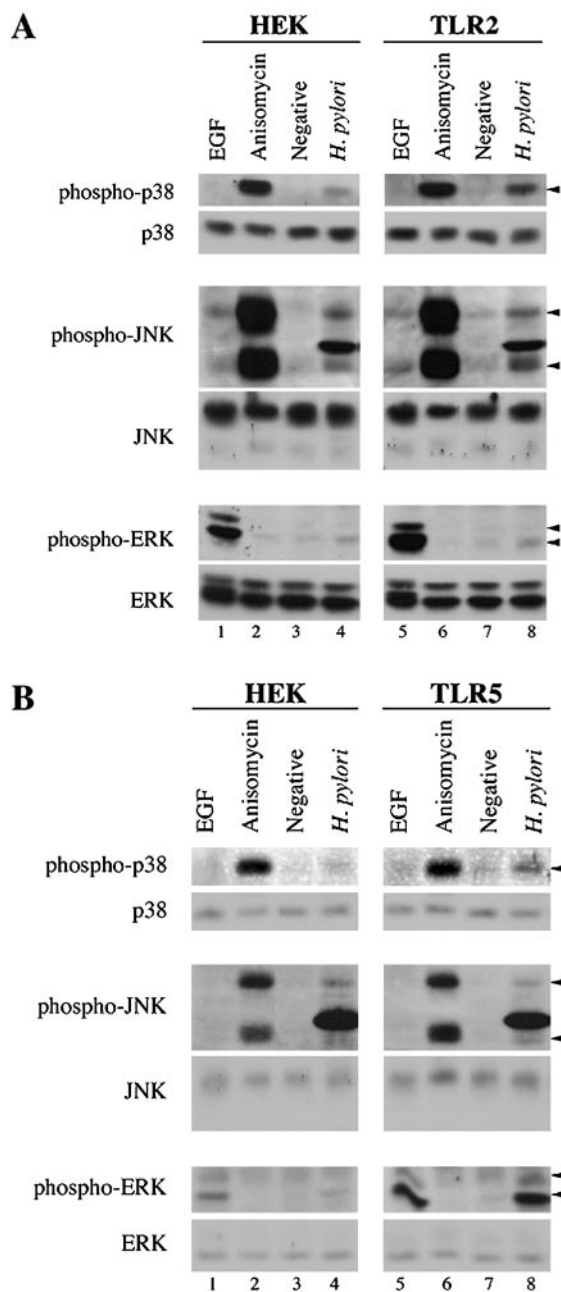 A
HEK TLR2
EGF Anisomycin Negative H. pylori EGF Anisomycin Negative H. pylori
phospho-p38
p38
phospho-JNK
JNK
phospho-ERK
ERK
1 2 3 4 5 6 7 8
B
HEK TLR5
EGF Anisomycin Negative H. pylori EGF Anisomycin Negative H. pylori
phospho-p38
p38
phospho-JNK
JNK
phospho-ERK
ERK
1 2 3 4 5 6 7 8